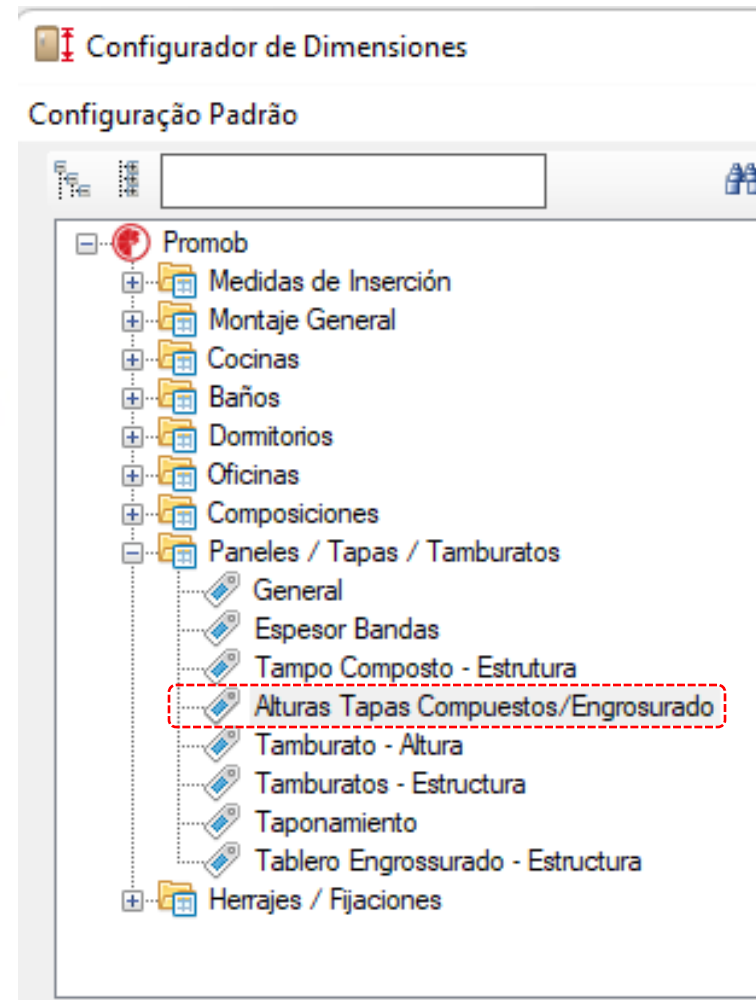 Configurador de Dimensiones
Configuração Padrão
Promob
Medidas de Inserción
Montaje General
Cocinas
Baños
Dormitorios
Oficinas
Composiciones
Paneles / Tapas / Tamburatos
General
Espesor Bandas
Tampo Composto - Estrutura
Alturas Tapas Compuestos/Engrosurado
Tamburato - Altura
Tamburatos - Estructura
Taponamiento
Tablero Engrossurado - Estructura
Herrajes / Fijaciones